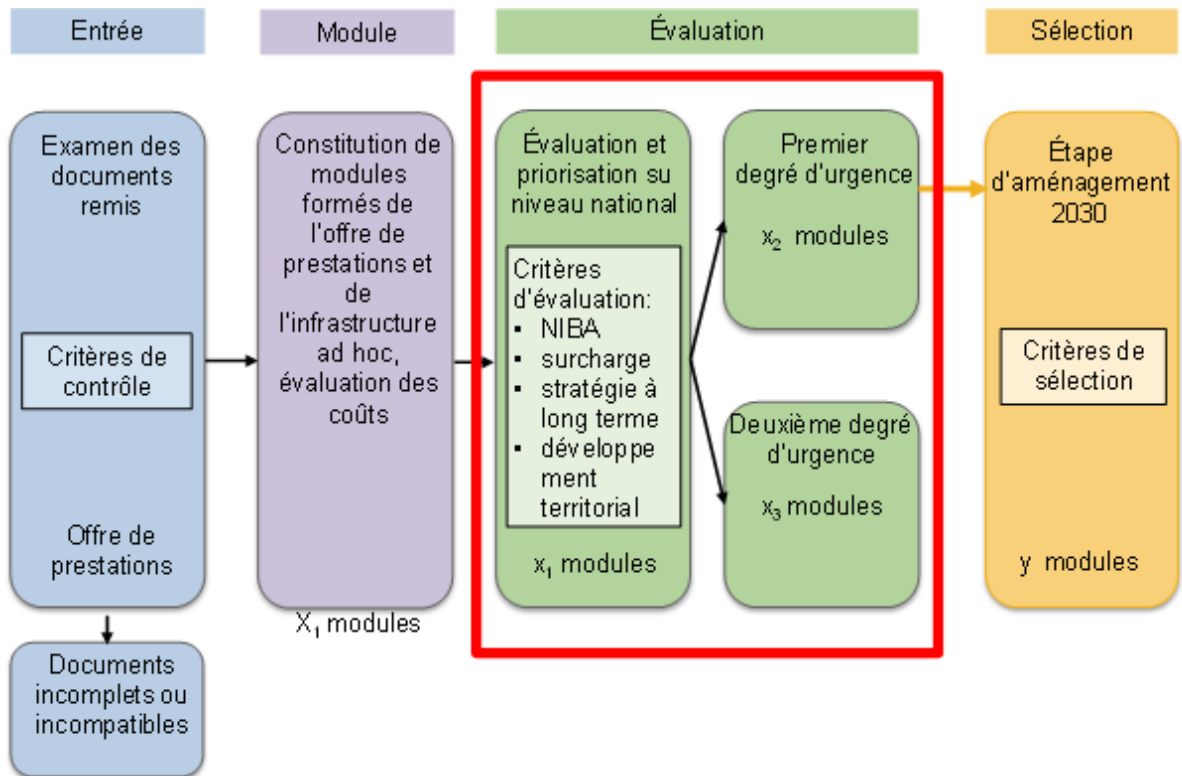 Entrée
Module
Évaluation
Sélection
Examen des
documents
remis
Critères de
contrôle
Offre de
prestations
Documents
incomplets ou
incompatibles
Constitution de
modules
formés de
l'offre de
prestations et
de
l'infrastructure
ad hoc,
évaluation des
coûts
X₁ modules
Évaluation et
priorisation su
niveau national
Critères
d'évaluation:
▪ NIBA
▪ surcharge
▪ stratégie à
long terme
▪ développe
ment
territorial
x₁ modules
Premier
degré d'urgence
x₂ modules
Deuxième degré
d'urgence
x₃ modules
Étape
d'aménagement
2030
Critères de
sélection
y modules